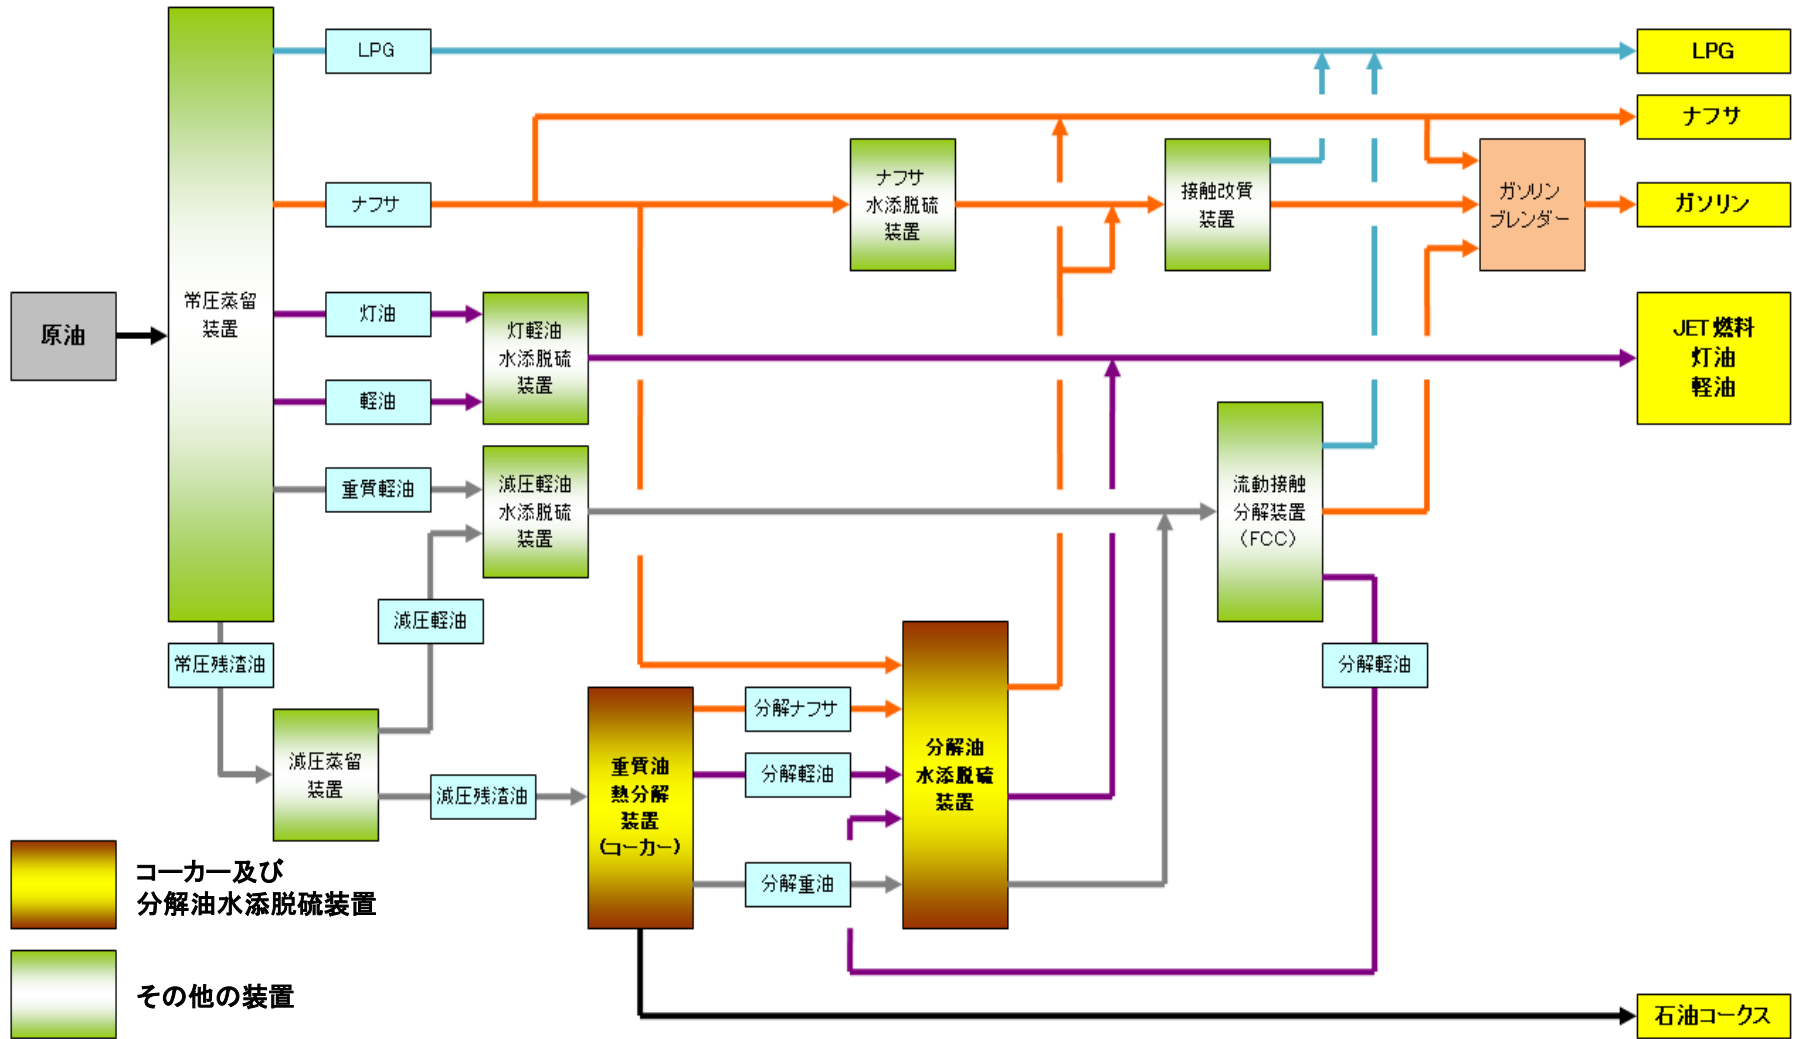 LPG
LPG
ナフサ
ナフサ
水添脱硫
装置
接触改質
装置
ガソリン
ブレンダー
ナフサ
ガソリン
原油
常圧蒸留
装置
灯油
灯軽油
水添脱硫
装置
JET燃料
灯油
軽油
軽油
重質軽油
減圧軽油
水添脱硫
装置
流動接触
分解装置
（FCC）
減圧軽油
常圧残渣油
分解軽油
減圧蒸留
装置
減圧残渣油
重質油
熱分解
装置
(コーカー)
分解ナフサ
分解軽油
分解重油
分解油
水添脱硫
装置
コーカー及び
分解油水添脱硫装置
その他の装置
石油コークス